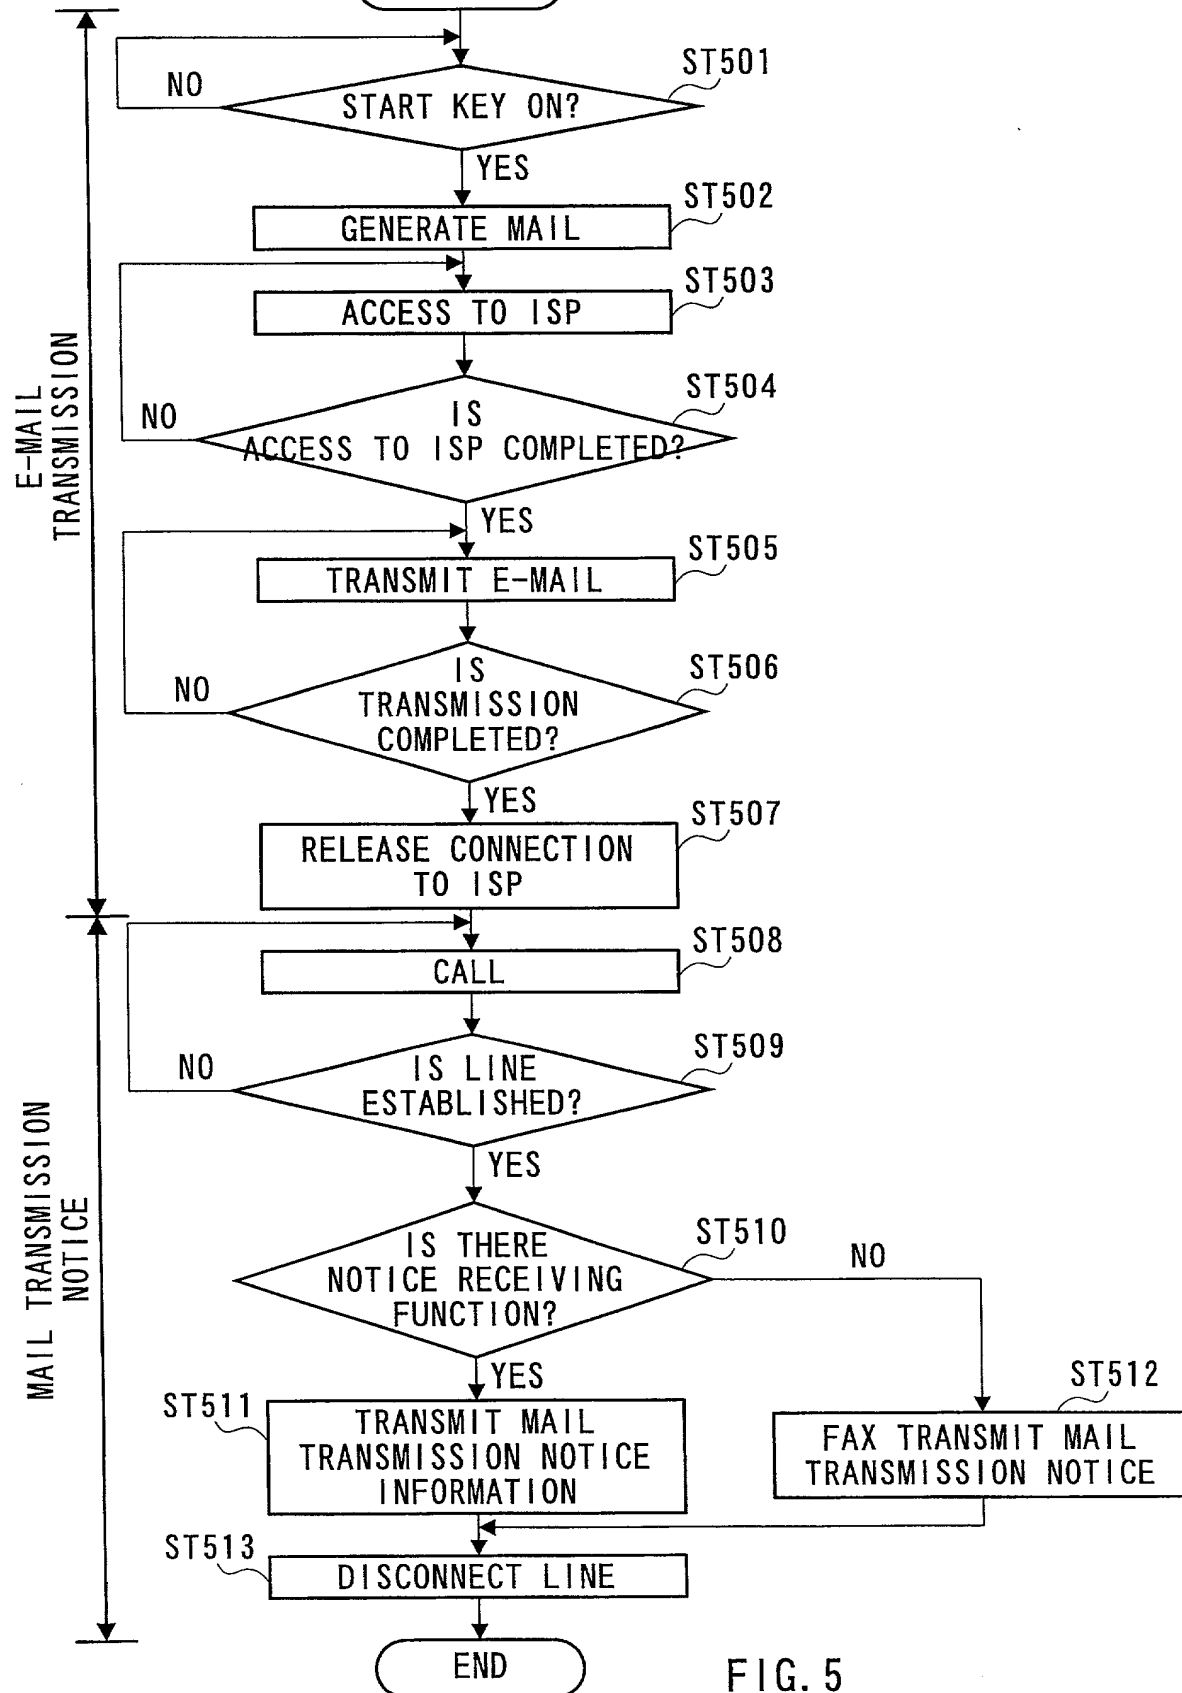 ST501
NO
START KEY ON?
YES
ST502
GENERATE MAIL
ST503
ACCESS TO ISP
ST504
NO
IS
ACCESS TO ISP COMPLETED?
YES
E-MAIL
TRANSMISSION
ST505
TRANSMIT E-MAIL
ST506
NO
IS
TRANSMISSION
COMPLETED?
YES
ST507
RELEASE CONNECTION
TO ISP
ST508
CALL
ST509
NO
IS LINE
ESTABLISHED?
YES
MAIL TRANSMISSION
NOTICE
ST510
IS THERE
NOTICE RECEIVING
FUNCTION?
NO
YES
ST511
TRANSMIT MAIL
TRANSMISSION NOTICE
INFORMATION
ST512
FAX TRANSMIT MAIL
TRANSMISSION NOTICE
ST513
DISCONNECT LINE
END
FIG. 5